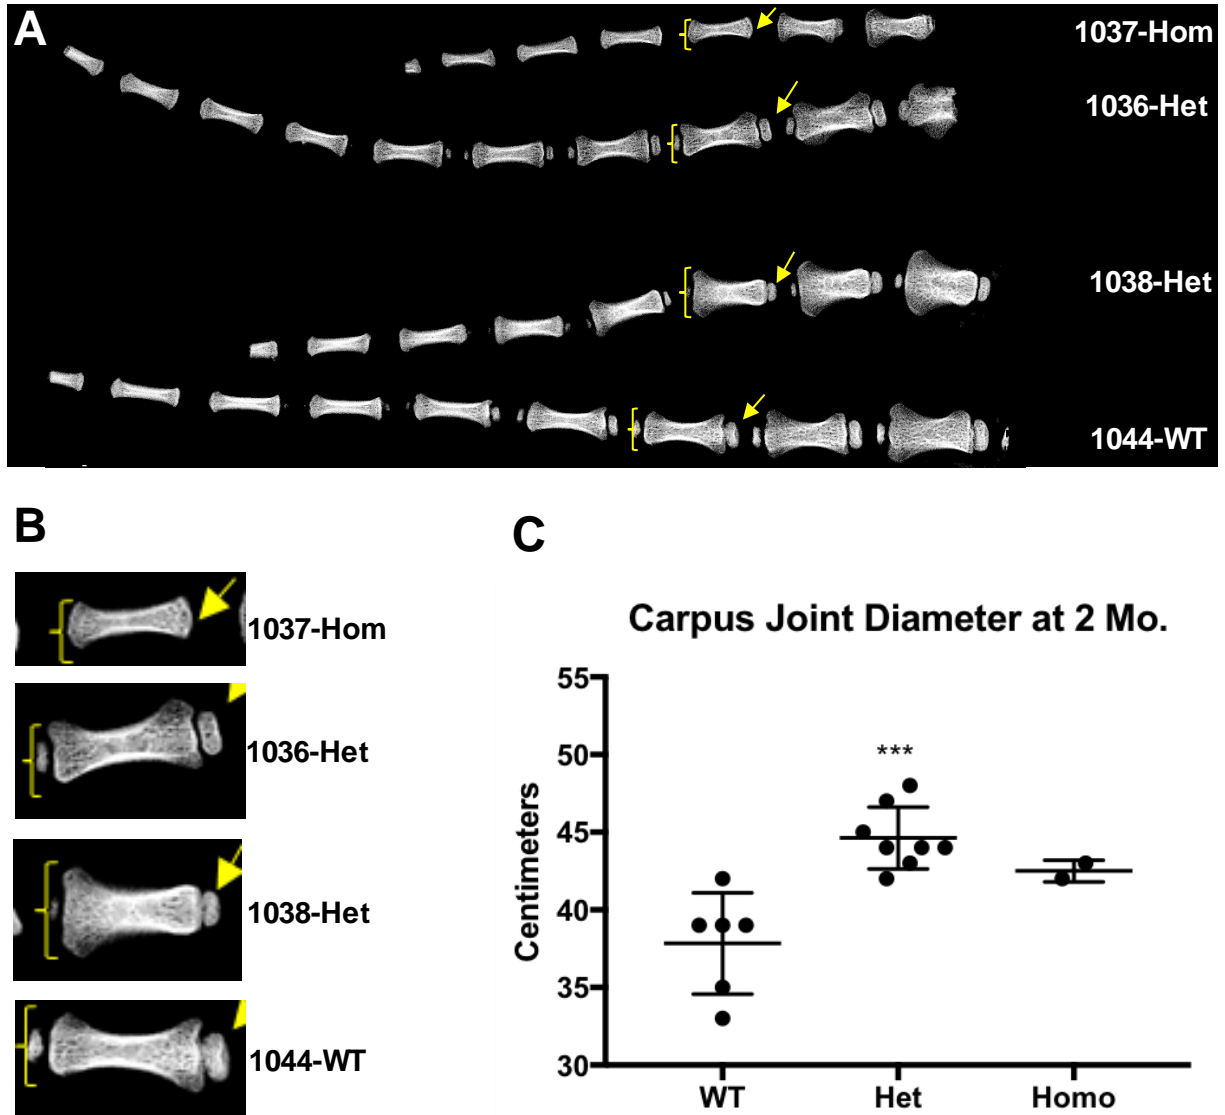 A
1037-Hom
1036-Het
1038-Het
1044-WT
B
1037-Hom
1036-Het
1038-Het
1044-WT
C
Carpus Joint Diameter at 2 Mo.
Centimeters
55
50
45
40
35
30
***
WT Het Homo